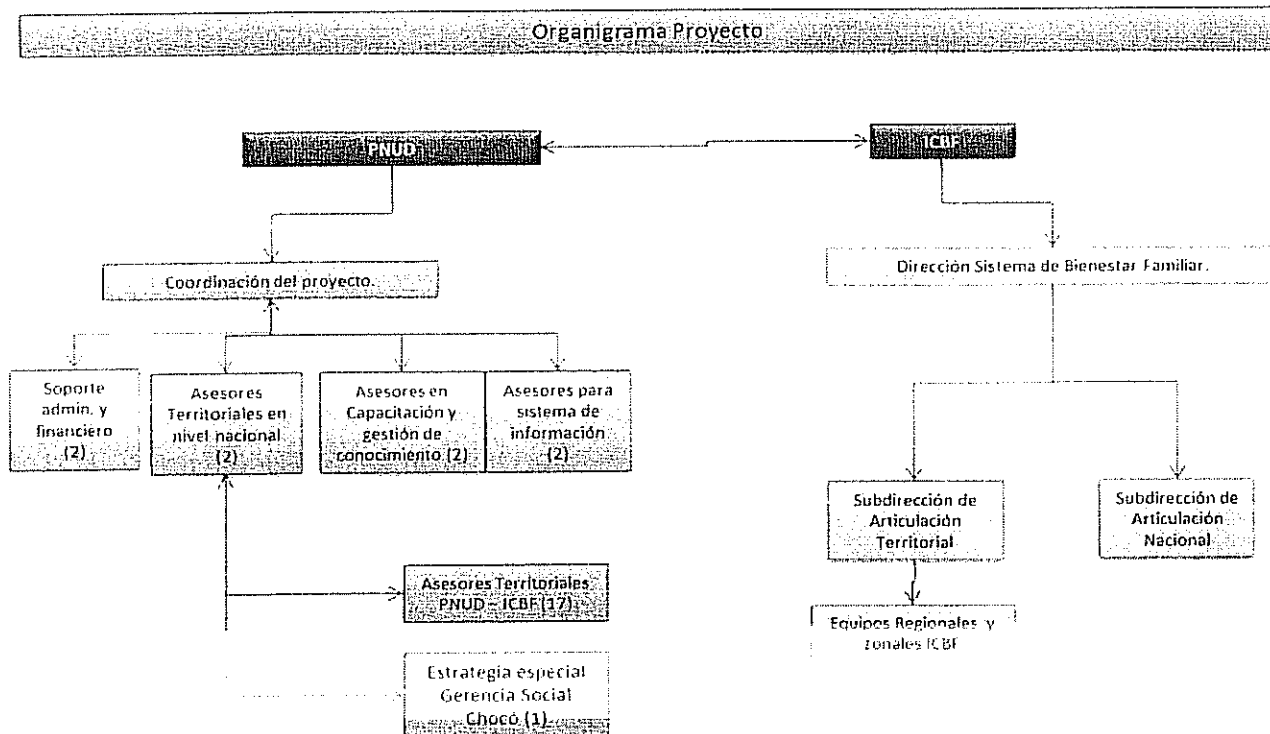 Organigrama Proyecto
PNUD
ICBF
Coordinación del proyecto.
Dirección Sistema de Bienestar Familiar.
Soporte
admin. y
financiero
(2)
Asesores
Territoriales en
nivel nacional
(2)
Asesores en
Capacitación y
gestión de
conocimiento (2)
Asesores para
sistema de
información
(2)
Subdirección de
Articulación
Territorial
Subdirección de
Articulación
Nacional
Asesores Territoriales
PNUD – ICBF (17)
Equipos Regionales y
zonales ICBF
Estrategia especial
Gerencia Social
Chocó (1)